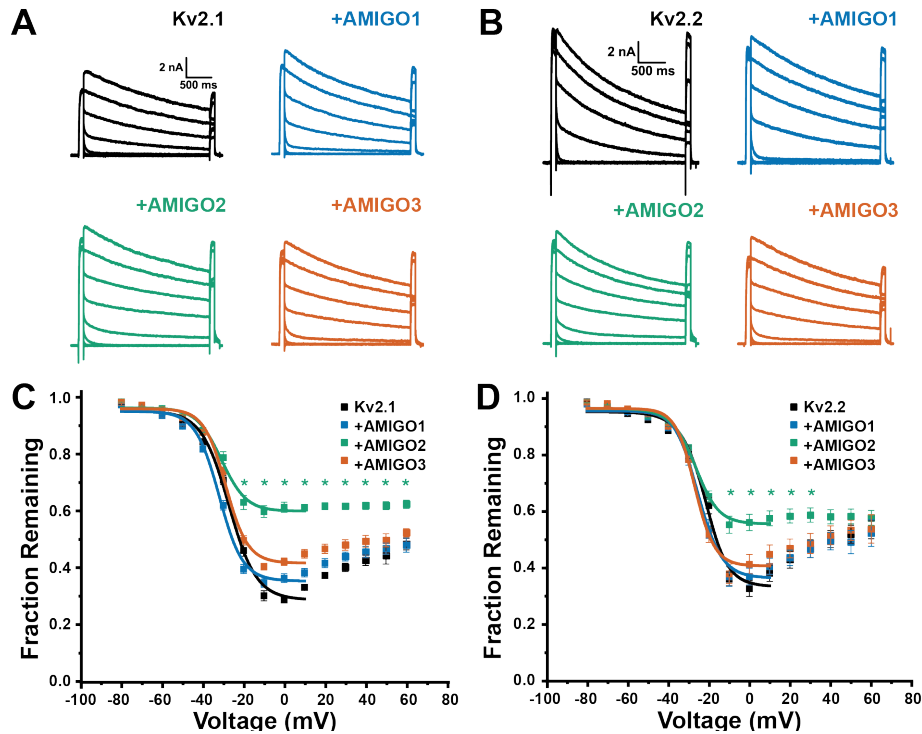 A
Kv2.1
+AMIGO1
2 nA
500 ms
+AMIGO2
+AMIGO3
B
Kv2.2
+AMIGO1
2 nA
500 ms
+AMIGO2
+AMIGO3
C
Fraction Remaining
1.0
0.8
0.6
0.4
0.2
0.0
Kv2.1
+AMIGO1
+AMIGO2
+AMIGO3
* * * * * * * * *
-100 -80 -60 -40 -20 0 20 40 60 80
Voltage (mV)
D
Fraction Remaining
1.0
0.8
0.6
0.4
0.2
0.0
Kv2.2
+AMIGO1
+AMIGO2
+AMIGO3
* * * * *
-100 -80 -60 -40 -20 0 20 40 60 80
Voltage (mV)